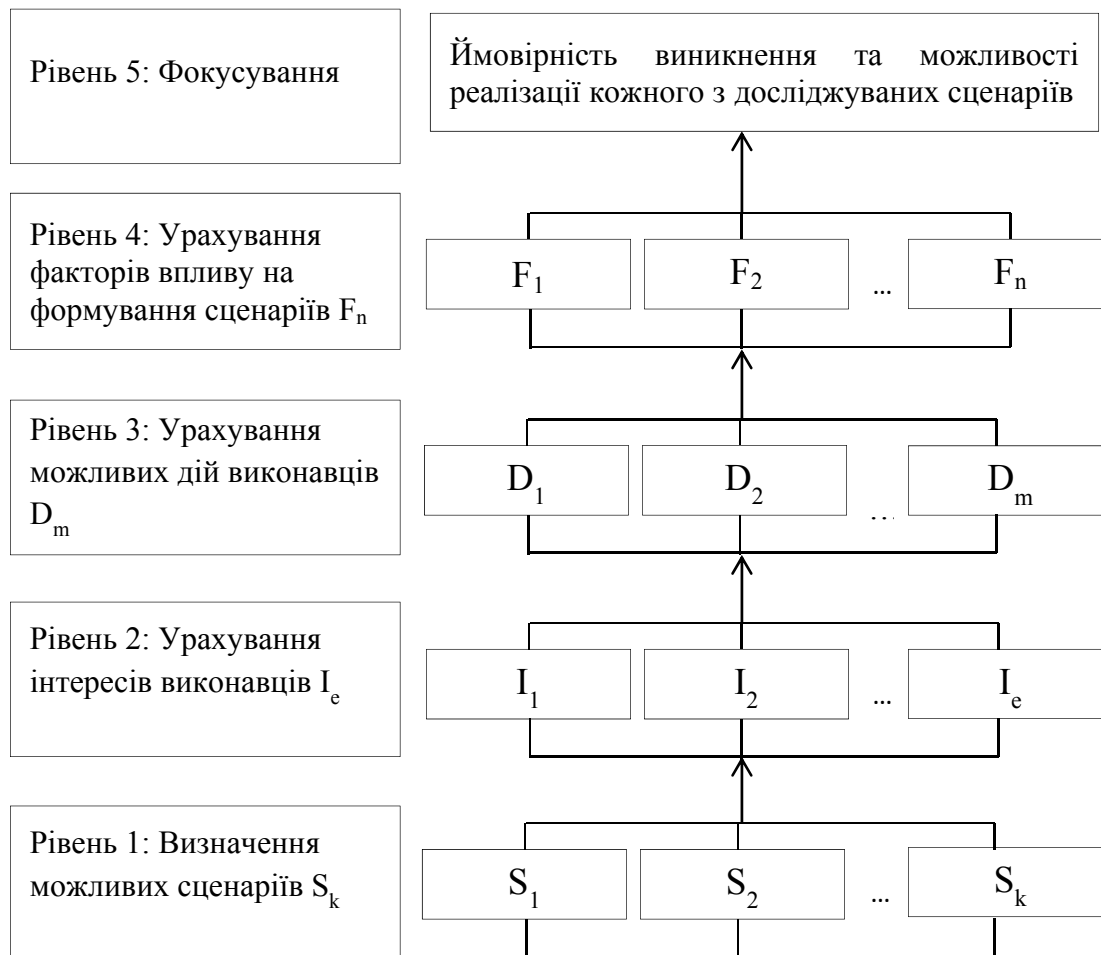 Рівень 5: Фокусування
Ймовірність виникнення та можливості
реалізації кожного з досліджуваних сценаріїв
Рівень 4: Урахування
факторів впливу на
формування сценаріїв Fₙ
F₁ F₂ ... Fₙ
Рівень 3: Урахування
можливих дій виконавців
Dₘ
D₁ D₂ ... Dₘ
Рівень 2: Урахування
інтересів виконавців Iₑ
I₁ I₂ ... Iₑ
Рівень 1: Визначення
можливих сценаріїв Sₖ
S₁ S₂ ... Sₖ